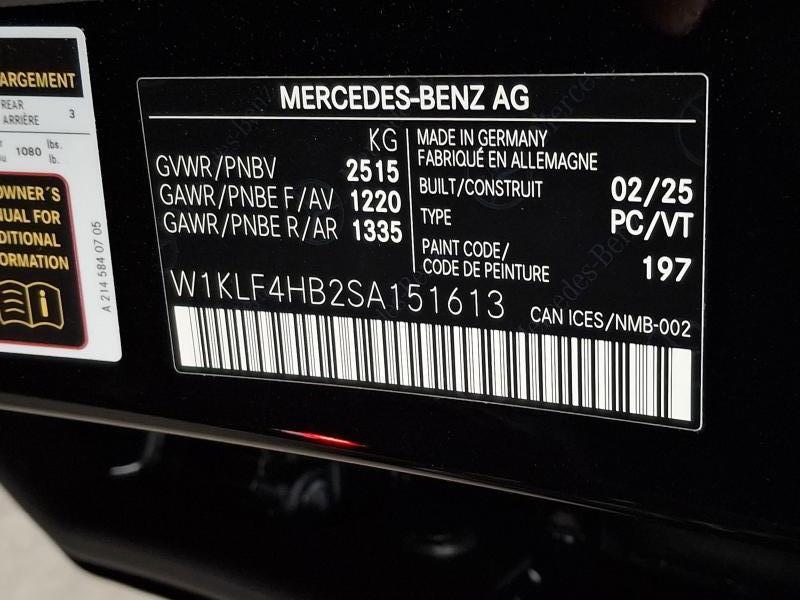 ARGEMENT
REAR
ARRIÈRE 3
1080 lbs.
lb.
OWNER'S
NUAL FOR
DITIONAL
FORMATION
A 214 584 07 05
MERCEDES-BENZ AG
KG
GVWR/PNBV 2515
GAWR/PNBE F/AV 1220
GAWR/PNBE R/AR 1335
MADE IN GERMANY
FABRIQUÉ EN ALLEMAGNE
BUILT/CONSTRUIT 02/25
TYPE PC/VT
PAINT CODE/
CODE DE PEINTURE 197
W1KLF4HB2SA151613
CAN ICES/NMB-002